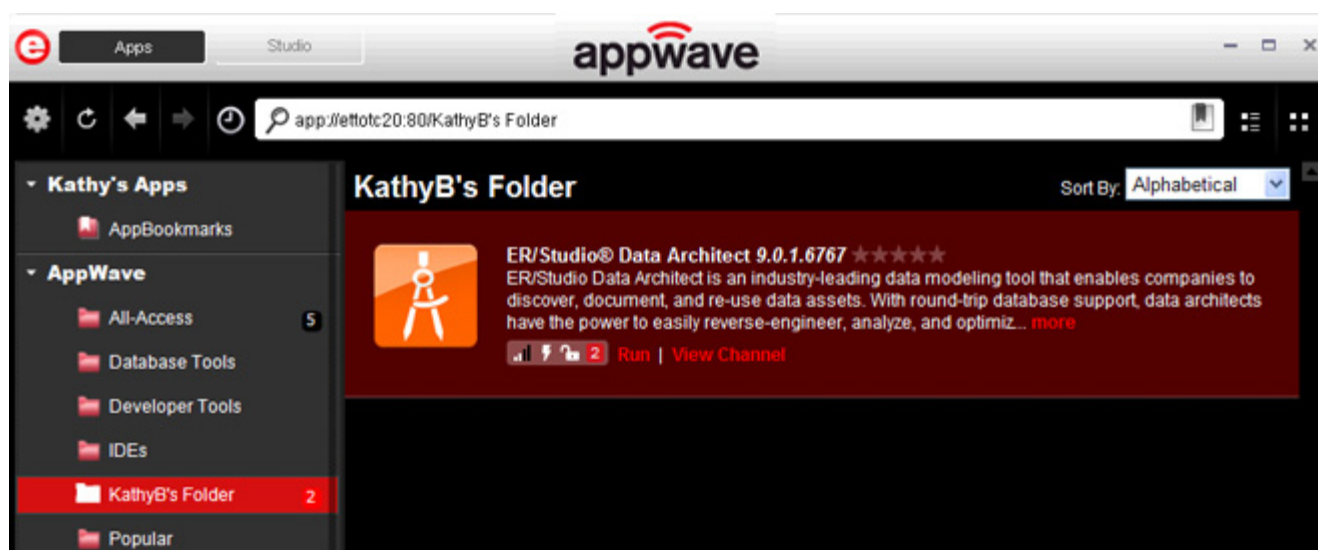 e Apps Studio appwave
app://ettotc20:80/KathyB's Folder
Kathy's Apps
AppBookmarks
AppWave
All-Access 5
Database Tools
Developer Tools
IDEs
KathyB's Folder 2
Popular
KathyB's Folder
Sort By: Alphabetical
ER/Studio® Data Architect 9.0.1.6767
ER/Studio Data Architect is an industry-leading data modeling tool that enables companies to
discover, document, and re-use data assets. With round-trip database support, data architects
have the power to easily reverse-engineer, analyze, and optimiz... more
2 Run | View Channel